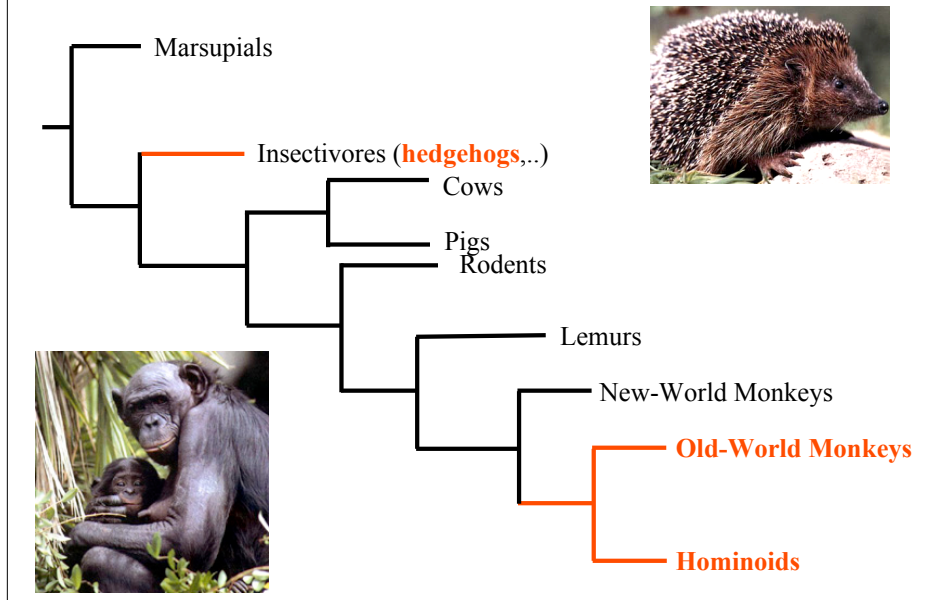 Marsupials
Insectivores (hedgehogs,..)
Cows
Pigs
Rodents
Lemurs
New-World Monkeys
Old-World Monkeys
Hominoids